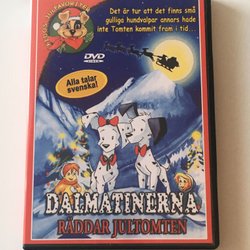 Det är tur att det finns små
gulliga hundvalpar annars hade
inte Tomten kommit fram i tid...
DVD
VIDEO
Alla talar
svenska!
DALMATINERNA
RÄDDAR JULTOMTEN